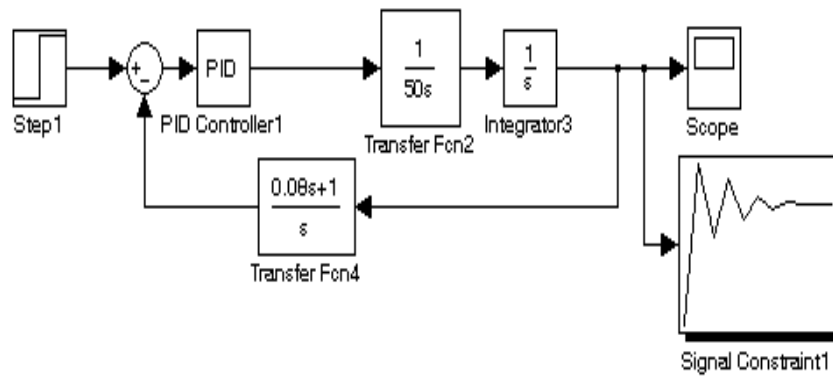 +
-
PID
1
50s
1
s
Step1
PID Controller1
Transfer Fcn2
Integrator3
Scope
0.08s+1
s
Transfer Fcn4
Signal Constraint1